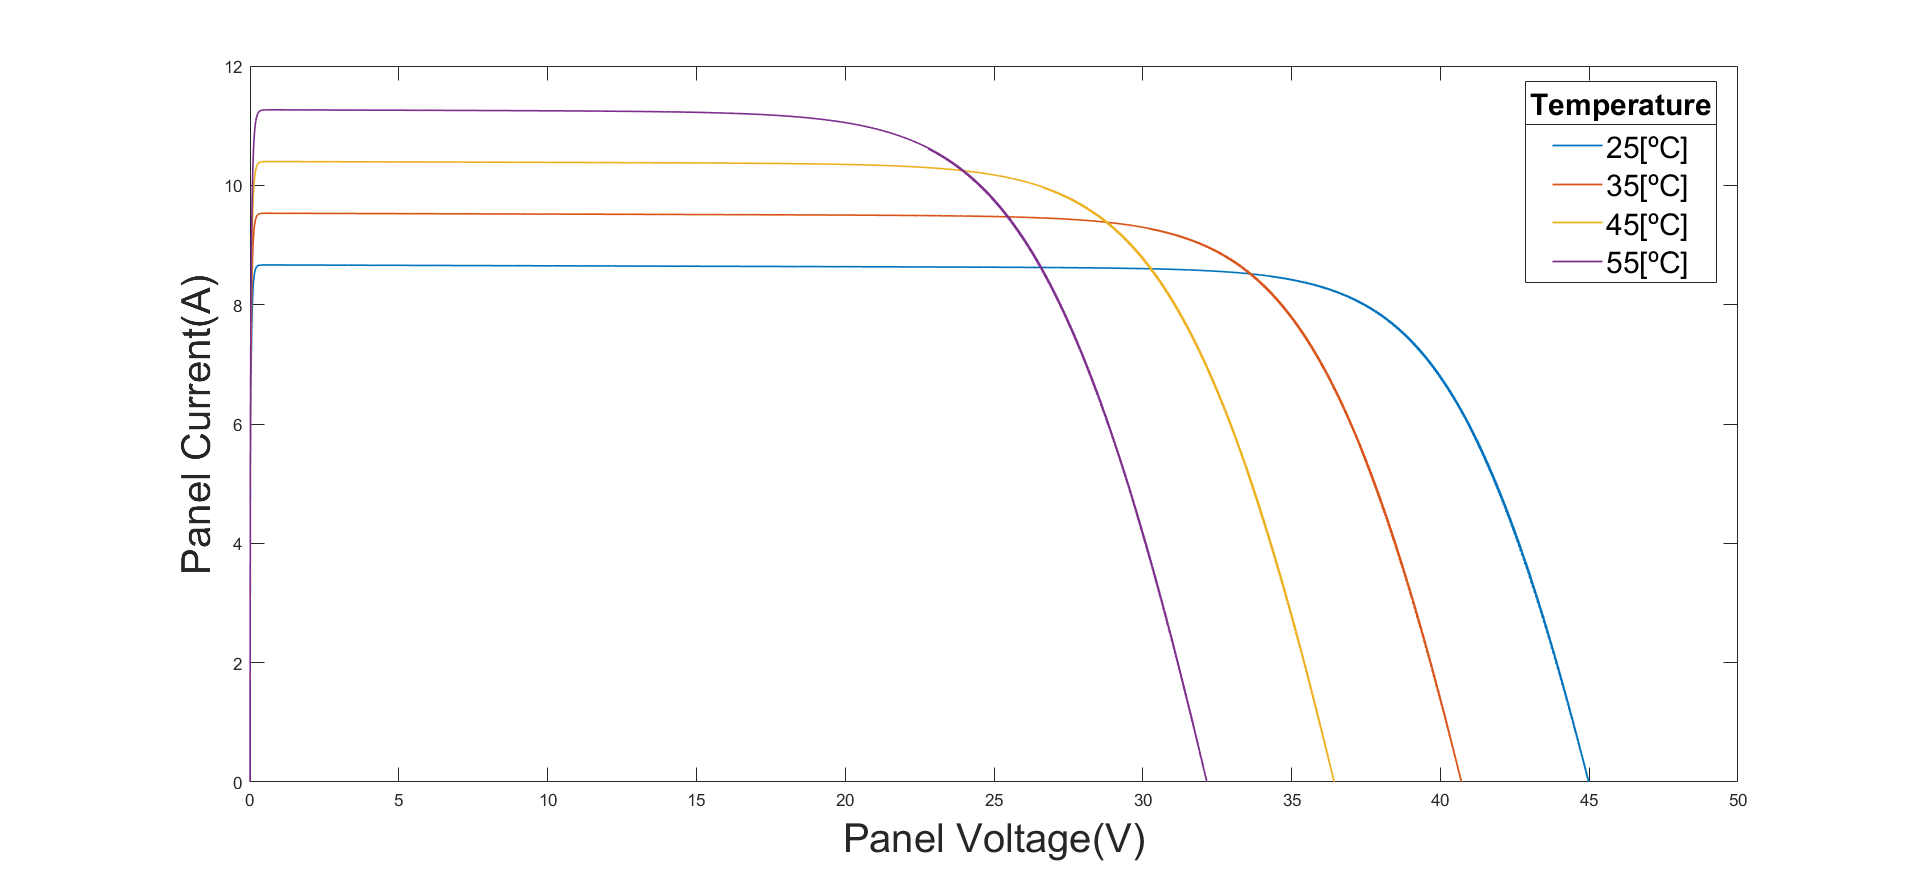 12
10
8
6
4
2
0
Panel Current(A)
Temperature
25[ºC]
35[ºC]
45[ºC]
55[ºC]
0 5 10 15 20 25 30 35 40 45 50
Panel Voltage(V)